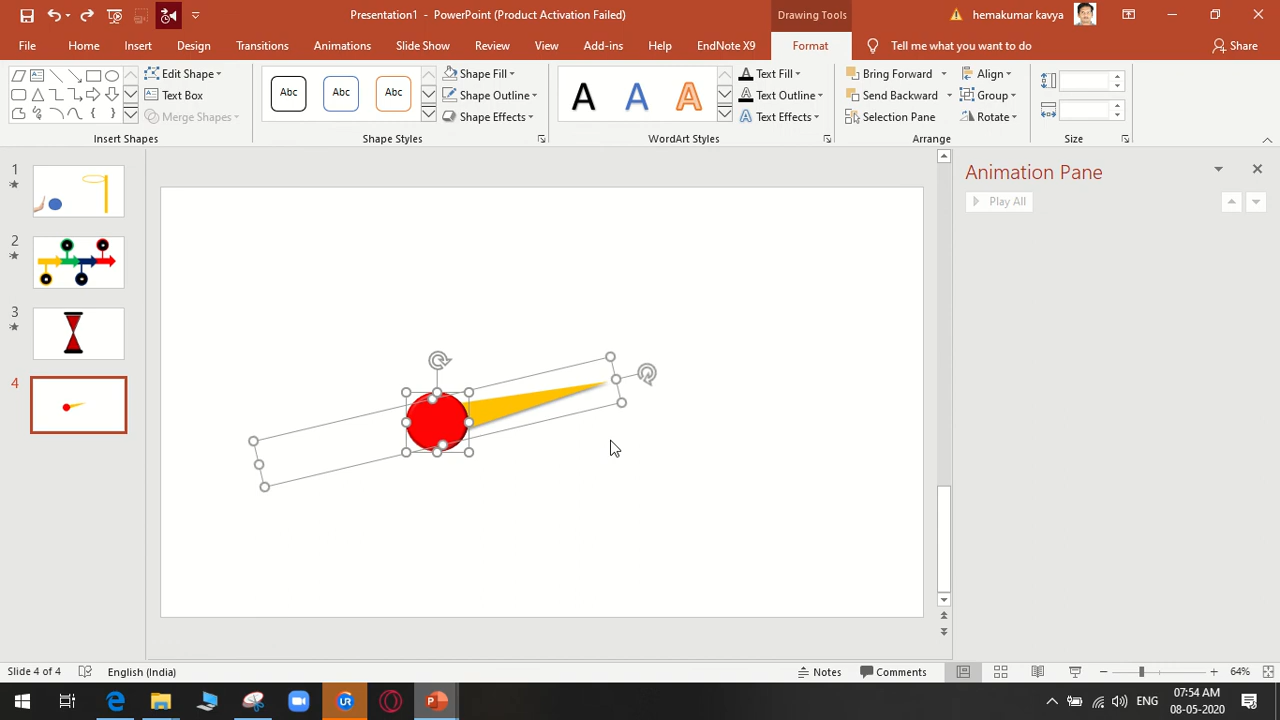 Presentation1 - PowerPoint (Product Activation Failed)
Drawing Tools
hemakumar kavya
File Home Insert Design Transitions Animations Slide Show Review View Add-ins Help EndNote X9 Format Tell me what you want to do Share
Edit Shape
Text Box
Merge Shapes
Insert Shapes
Abc Abc Abc
Shape Fill
Shape Outline
Shape Effects
Shape Styles
A A A
Text Fill
Text Outline
Text Effects
WordArt Styles
Bring Forward
Send Backward
Selection Pane
Align
Group
Rotate
Arrange
Size
1
2
3
4
Animation Pane
Play All
Slide 4 of 4 English (India) Notes Comments 64%
UR
ENG
07:54 AM
08-05-2020